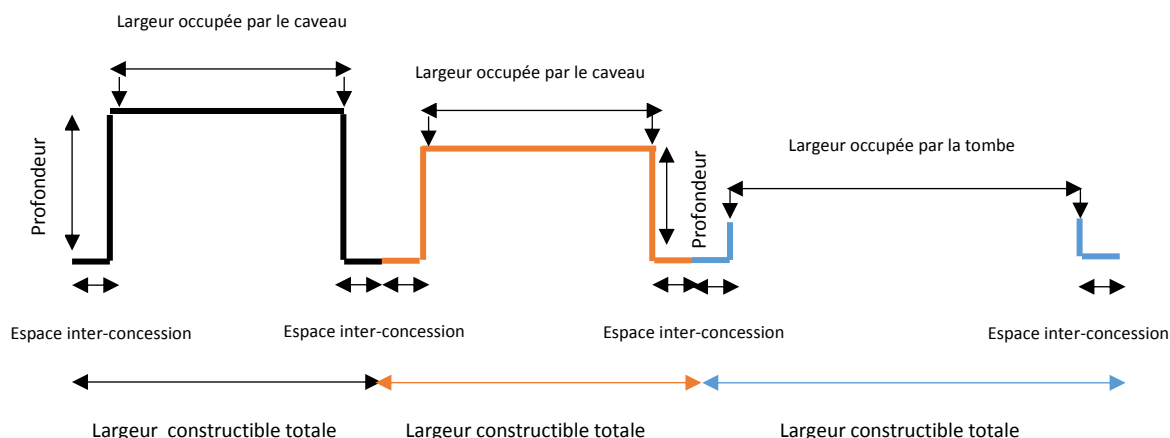 Largeur occupée par le caveau
Largeur occupée par le caveau
Largeur occupée par la tombe
Profondeur
Profondeur
Espace inter-concession
Espace inter-concession
Espace inter-concession
Espace inter-concession
Largeur constructible totale
Largeur constructible totale
Largeur constructible totale